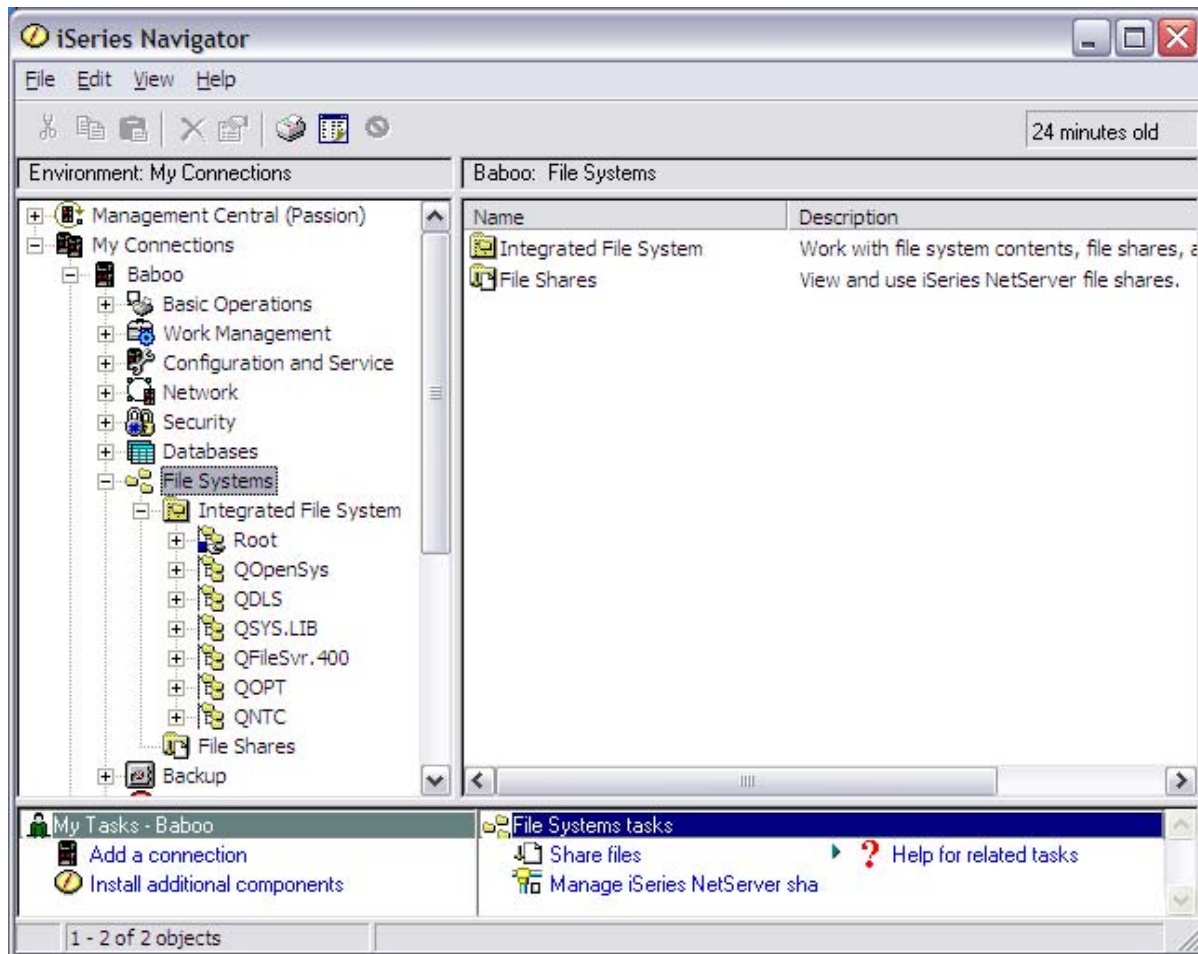 iSeries Navigator
File Edit View Help
24 minutes old
Environment: My Connections
Baboo: File Systems
Management Central (Passion)
My Connections
Baboo
Basic Operations
Work Management
Configuration and Service
Network
Security
Databases
File Systems
Integrated File System
Root
QOpenSys
QDLS
QSYS.LIB
QFileSvr.400
QOPT
QNTC
File Shares
Backup
Name Description
Integrated File System Work with file system contents, file shares, a
File Shares View and use iSeries NetServer file shares.
My Tasks - Baboo
Add a connection
Install additional components
File Systems tasks
Share files
Manage iSeries NetServer sha
Help for related tasks
1 - 2 of 2 objects